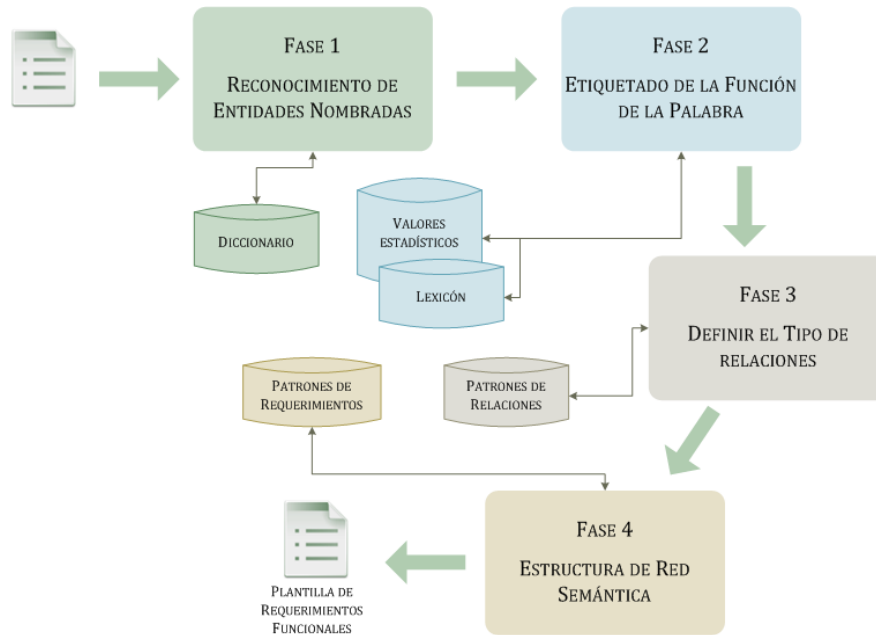 Fase 1
Reconocimiento de
Entidades Nombradas
Fase 2
Etiquetado de la Función
de la Palabra
Diccionario
Valores
estadísticos
Lexicón
Fase 3
Definir el Tipo de
relaciones
Patrones de
Requerimientos
Patrones de
Relaciones
Fase 4
Estructura de Red
Semántica
Plantilla de
Requerimientos
Funcionales